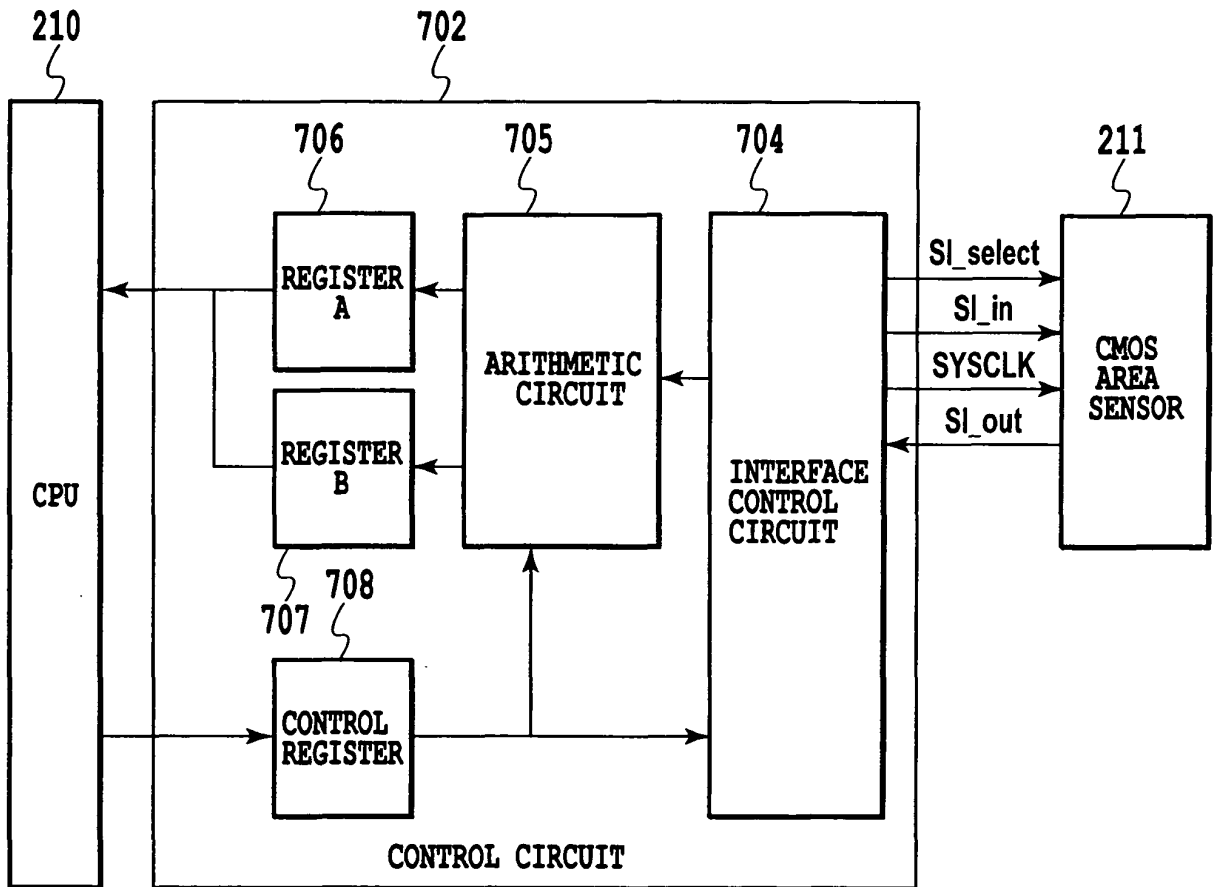 210
702
706
705
704
211
REGISTER
A
ARITHMETIC
CIRCUIT
SI_select
SI_in
SYSCLK
SI_out
CMOS
AREA
SENSOR
REGISTER
B
CPU
INTERFACE
CONTROL
CIRCUIT
707
708
CONTROL
REGISTER
CONTROL CIRCUIT